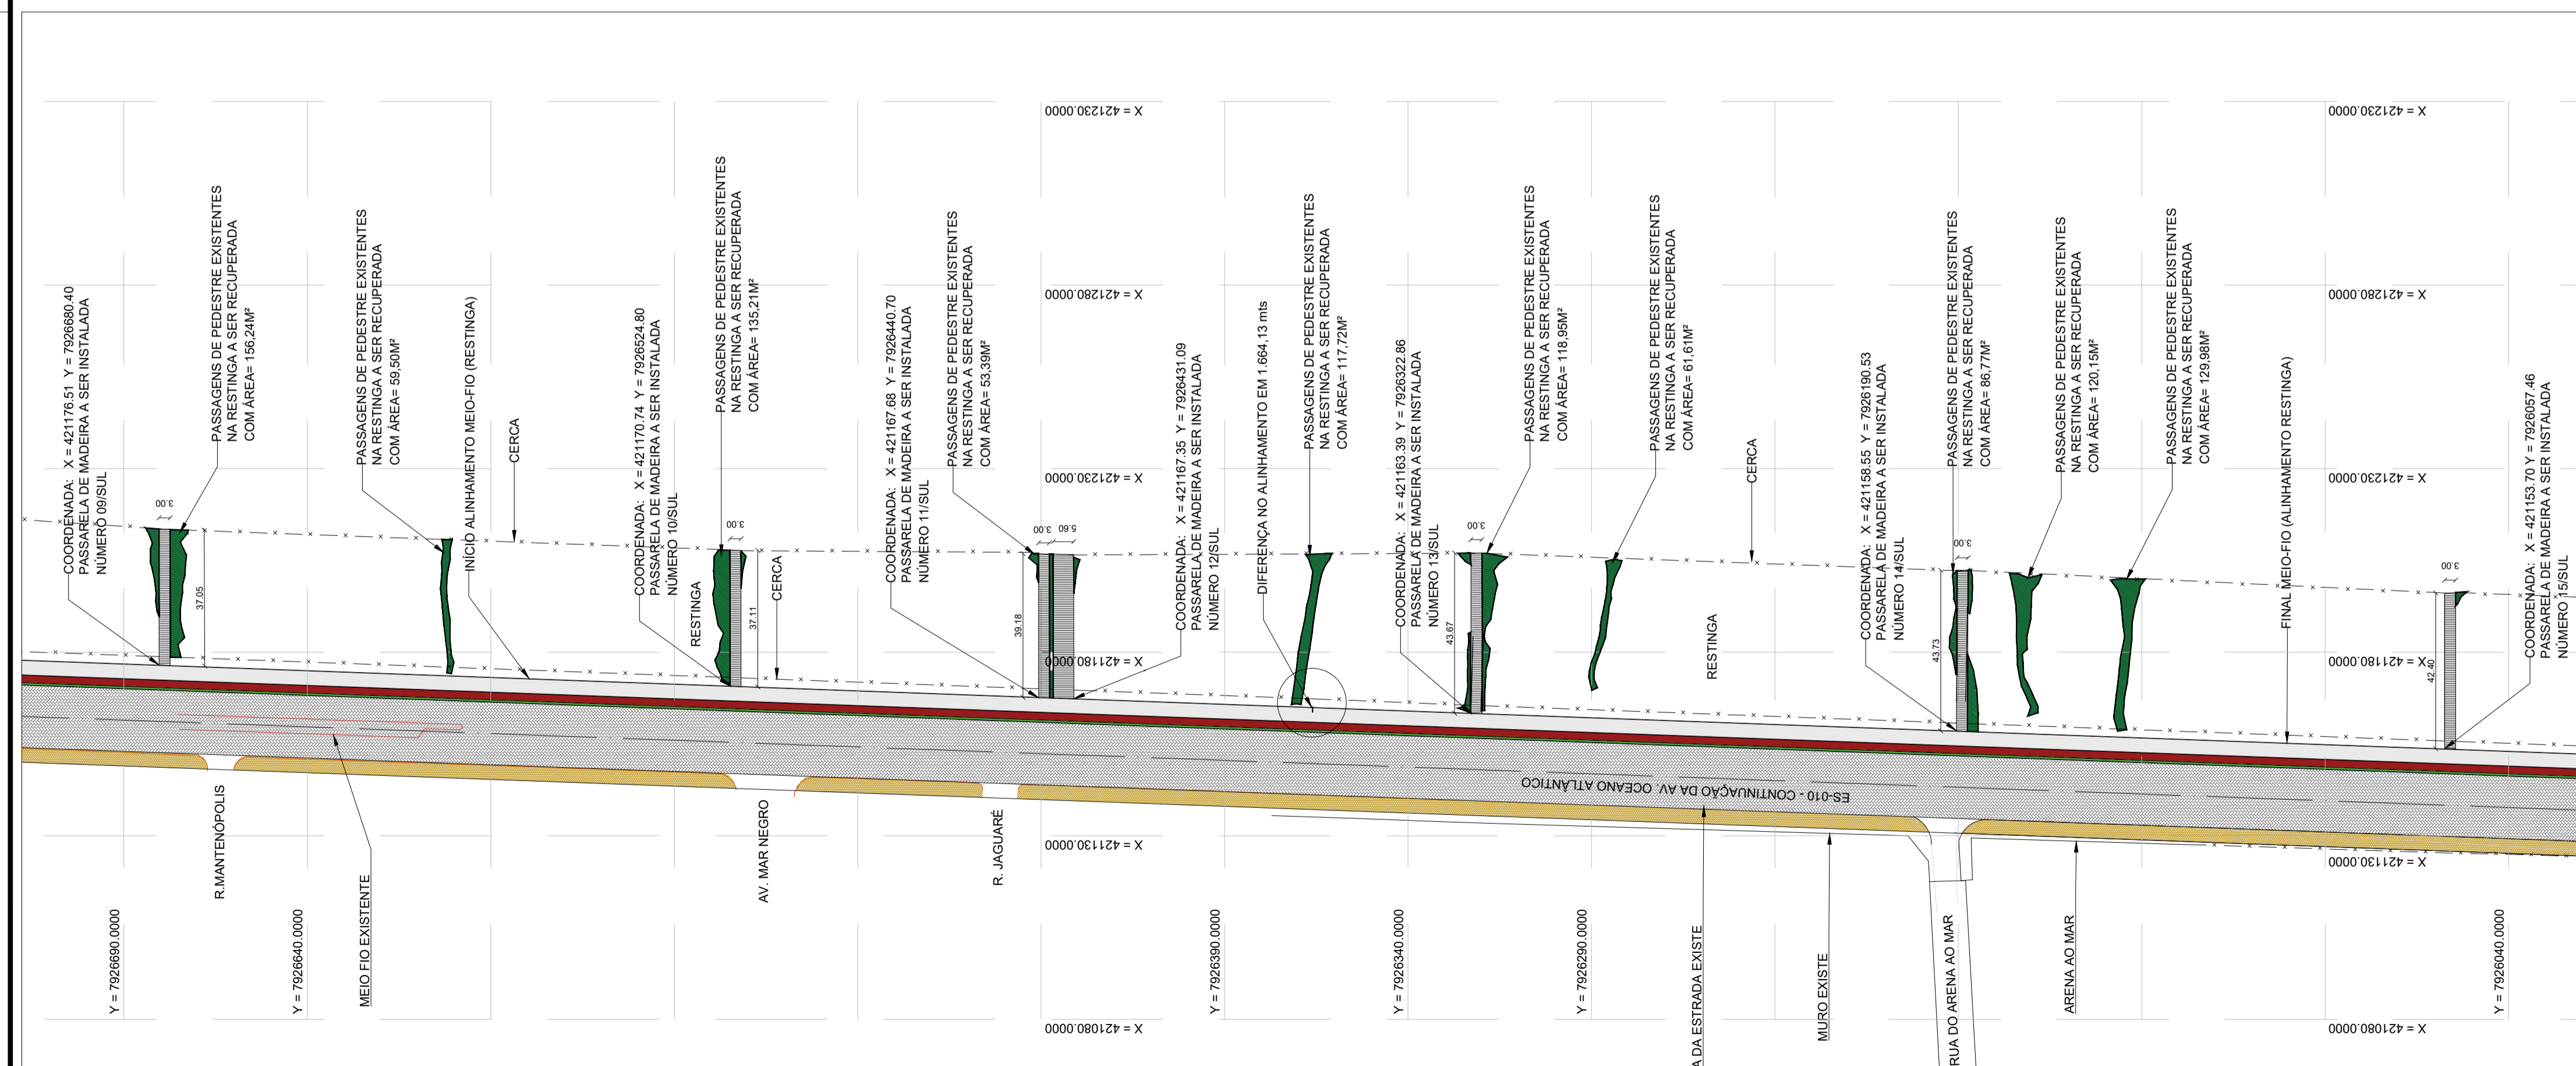 X = 421230.0000
X = 421230.0000
X = 421280.0000
X = 421280.0000
X = 421230.0000
X = 421230.0000
X = 421180.0000
X = 421180.0000
X = 421130.0000
X = 421130.0000
X = 421080.0000
X = 421080.0000
COORDENADA: X = 421176.51 Y = 7926680.40
PASSARELA DE MADEIRA A SER INSTALADA
NÚMERO 09/SUL
3.00
37.05
PASSAGENS DE PEDESTRE EXISTENTES
NA RESTINGA A SER RECUPERADA
COM ÁREA= 156,24M²
PASSAGENS DE PEDESTRE EXISTENTES
NA RESTINGA A SER RECUPERADA
COM ÁREA= 59,50M²
INÍCIO ALINHAMENTO MEIO-FIO (RESTINGA)
CERCA
COORDENADA: X = 421170.74 Y = 7926524.80
PASSARELA DE MADEIRA A SER INSTALADA
NÚMERO 10/SUL
RESTINGA
PASSAGENS DE PEDESTRE EXISTENTES
NA RESTINGA A SER RECUPERADA
COM ÁREA= 135,21M²
3.00
37.11
CERCA
COORDENADA: X = 421167.68 Y = 7926440.70
PASSARELA DE MADEIRA A SER INSTALADA
NÚMERO 11/SUL
PASSAGENS DE PEDESTRE EXISTENTES
NA RESTINGA A SER RECUPERADA
COM ÁREA= 53,39M²
3.00
5.60
39.18
COORDENADA: X = 421167.35 Y = 7926431.09
PASSARELA DE MADEIRA A SER INSTALADA
NÚMERO 12/SUL
DIFERENÇA NO ALINHAMENTO EM 1.664,13 mts
PASSAGENS DE PEDESTRE EXISTENTES
NA RESTINGA A SER RECUPERADA
COM ÁREA= 117,72M²
COORDENADA: X = 421163.39 Y = 7926322.86
PASSARELA DE MADEIRA A SER INSTALADA
NÚMERO 13/SUL
3.00
43.67
PASSAGENS DE PEDESTRE EXISTENTES
NA RESTINGA A SER RECUPERADA
COM ÁREA= 118,95M²
PASSAGENS DE PEDESTRE EXISTENTES
NA RESTINGA A SER RECUPERADA
COM ÁREA= 61,61M²
RESTINGA
CERCA
COORDENADA: X = 421158.55 Y = 7926190.53
PASSARELA DE MADEIRA A SER INSTALADA
NÚMERO 14/SUL
3.00
43.73
PASSAGENS DE PEDESTRE EXISTENTES
NA RESTINGA A SER RECUPERADA
COM ÁREA= 86,77M²
PASSAGENS DE PEDESTRE EXISTENTES
NA RESTINGA A SER RECUPERADA
COM ÁREA= 120,15M²
PASSAGENS DE PEDESTRE EXISTENTES
NA RESTINGA A SER RECUPERADA
COM ÁREA= 129,98M²
FINAL MEIO-FIO (ALINHAMENTO RESTINGA)
3.00
42.40
COORDENADA: X = 421153.70 Y = 7926057.46
PASSARELA DE MADEIRA A SER INSTALADA
NÚMERO 15/SUL
ES-010 - CONTINUAÇÃO DA AV. OCEANO ATLÂNTICO
R.MANTENÓPOLIS
MEIO FIO EXISTENTE
AV. MAR NEGRO
R. JAGUARÉ
A DA ESTRADA EXISTE
MURO EXISTE
RUA DO ARENA AO MAR
ARENA AO MAR
Y = 7926690.0000
Y = 7926640.0000
Y = 7926390.0000
Y = 7926340.0000
Y = 7926290.0000
Y = 7926040.0000